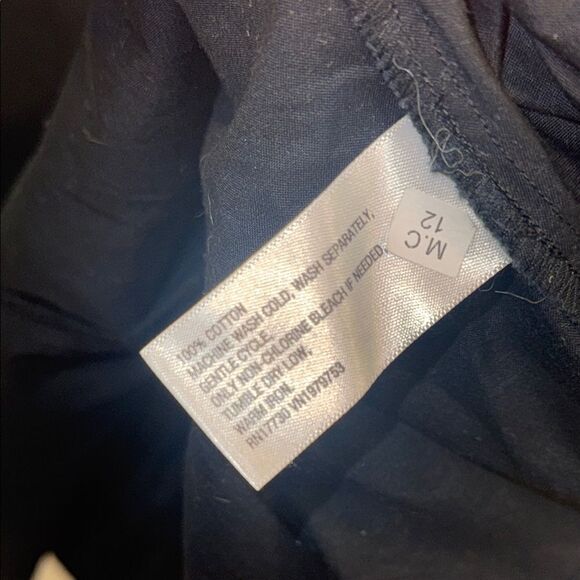 100% COTTON
MACHINE WASH COLD, WASH SEPARATELY,
GENTLE CYCLE.
ONLY NON-CHLORINE BLEACH IF NEEDED,
TUMBLE DRY LOW,
WARM IRON.
RN17730 VN1979753
M.C
12